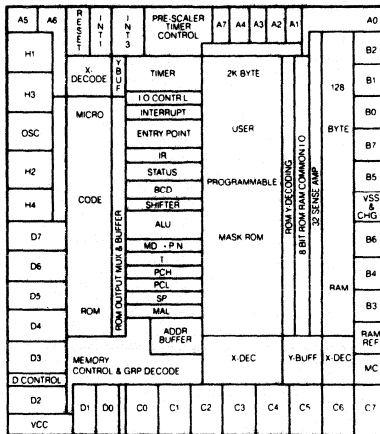 A5
A6
RESET
INT1
INT3
PRE-SCALER
TIMER
CONTROL
A7
A4
A3
A2
A1
A0
H1
H3
OSC
H2
H4
D7
D6
D5
D4
D3
D CONTROL
D2
VCC
X-
DECODE
Y BUF
MICRO
CODE
ROM
ROM OUTPUT MUX & BUFFER
TIMER
I O CONTRL
INTERRUPT
ENTRY POINT
IR
STATUS
BCD
SHIFTER
ALU
MD - PN
T
PCH
PCL
SP
MAL
ADDR
BUFFER
MEMORY
CONTROL & GRP DECODE
2K BYTE
USER
PROGRAMMABLE
MASK ROM
X-DEC
ROM Y-DECODING
8 BIT ROM RAM COMMON I O
32 SENSE AMP
Y-BUFF
128
BYTE
RAM
X-DEC
B2
B1
B0
B7
B5
VSS
&
CHG
B6
B4
B3
RAM
REF
MC
D1
D0
C0
C1
C2
C3
C4
C5
C6
C7